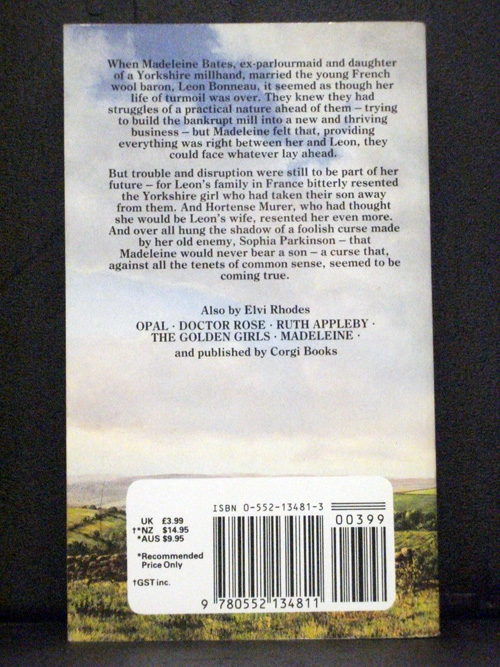 When Madeleine Bates, ex-parlourmaid and daughter
of a Yorkshire millhand, married the young French
wool baron, Leon Bonneau, it seemed as though her
life of turmoil was over. They knew they had
struggles of a practical nature ahead of them – trying
to build the bankrupt mill into a new and thriving
business – but Madeleine felt that, providing
everything was right between her and Leon, they
could face whatever lay ahead.
But trouble and disruption were still to be part of her
future – for Leon's family in France bitterly resented
the Yorkshire girl who had taken their son away
from them. And Hortense Murer, who had thought
she would be Leon's wife, resented her even more.
And over all hung the shadow of a foolish curse made
by her old enemy, Sophia Parkinson – that
Madeleine would never bear a son – a curse that,
against all the tenets of common sense, seemed to be
coming true.
Also by Elvi Rhodes
OPAL · DOCTOR ROSE · RUTH APPLEBY ·
THE GOLDEN GIRLS · MADELEINE ·
and published by Corgi Books
ISBN 0-552-13481-3
00399
UK £3.99
†*NZ $14.95
*AUS $9.95
*Recommended
Price Only
†GST inc.
9 780552 134811